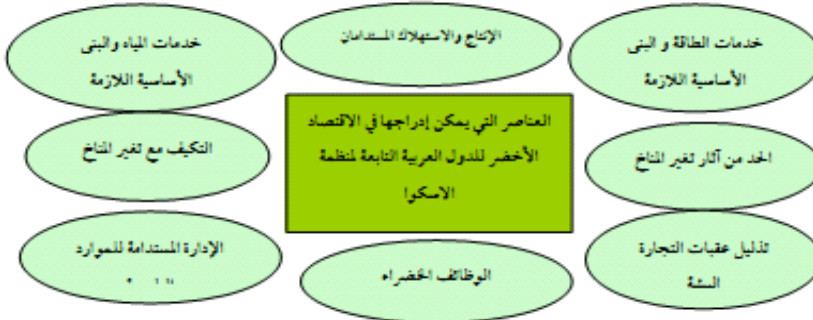 خدمات الطاقة و البنى
الأساسية اللازمة
الإنتاج والاستهلاك المستدامان
خدمات المياه والبنى
الأساسية اللازمة
العناصر التي يمكن إدراجها في الاقتصاد
الأخضر للدول العربية التابعة لمنظمة
الاسكوا
الحد من آثار تغير المناخ
التكيف مع تغير المناخ
تذليل عقبات التجارة
الوظائف الخضراء
الإدارة المستدامة للموارد